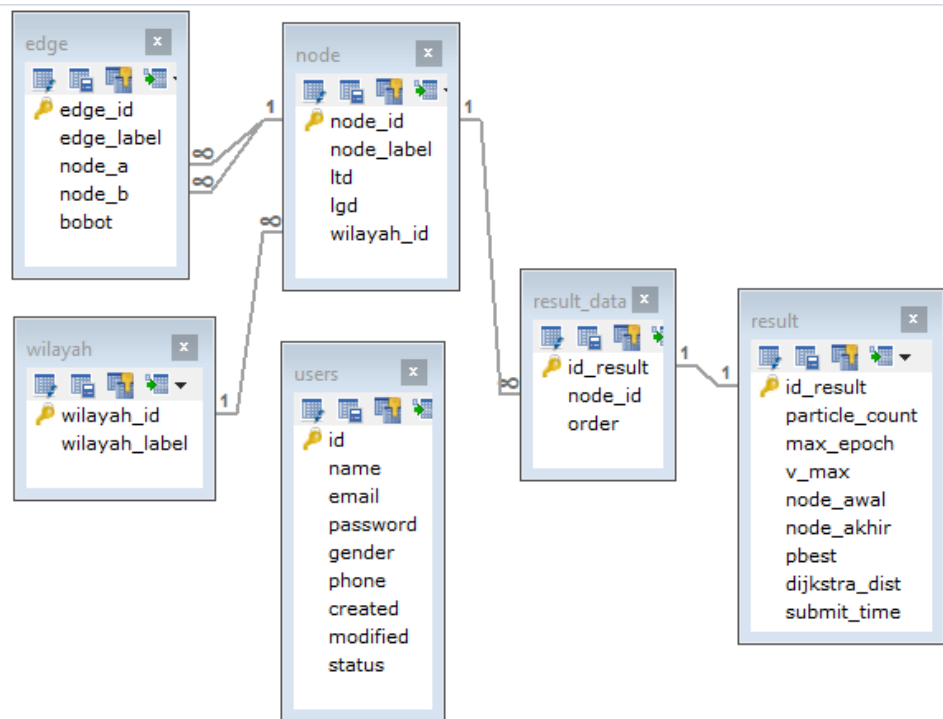 edge
edge_id
edge_label
node_a
node_b
bobot
node
node_id
node_label
ltd
lgd
wilayah_id
wilayah
wilayah_id
wilayah_label
users
id
name
email
password
gender
phone
created
modified
status
result_data
id_result
node_id
order
result
id_result
particle_count
max_epoch
v_max
node_awal
node_akhir
pbest
dijkstra_dist
submit_time
1
∞
∞
∞
1
1
∞
1
1